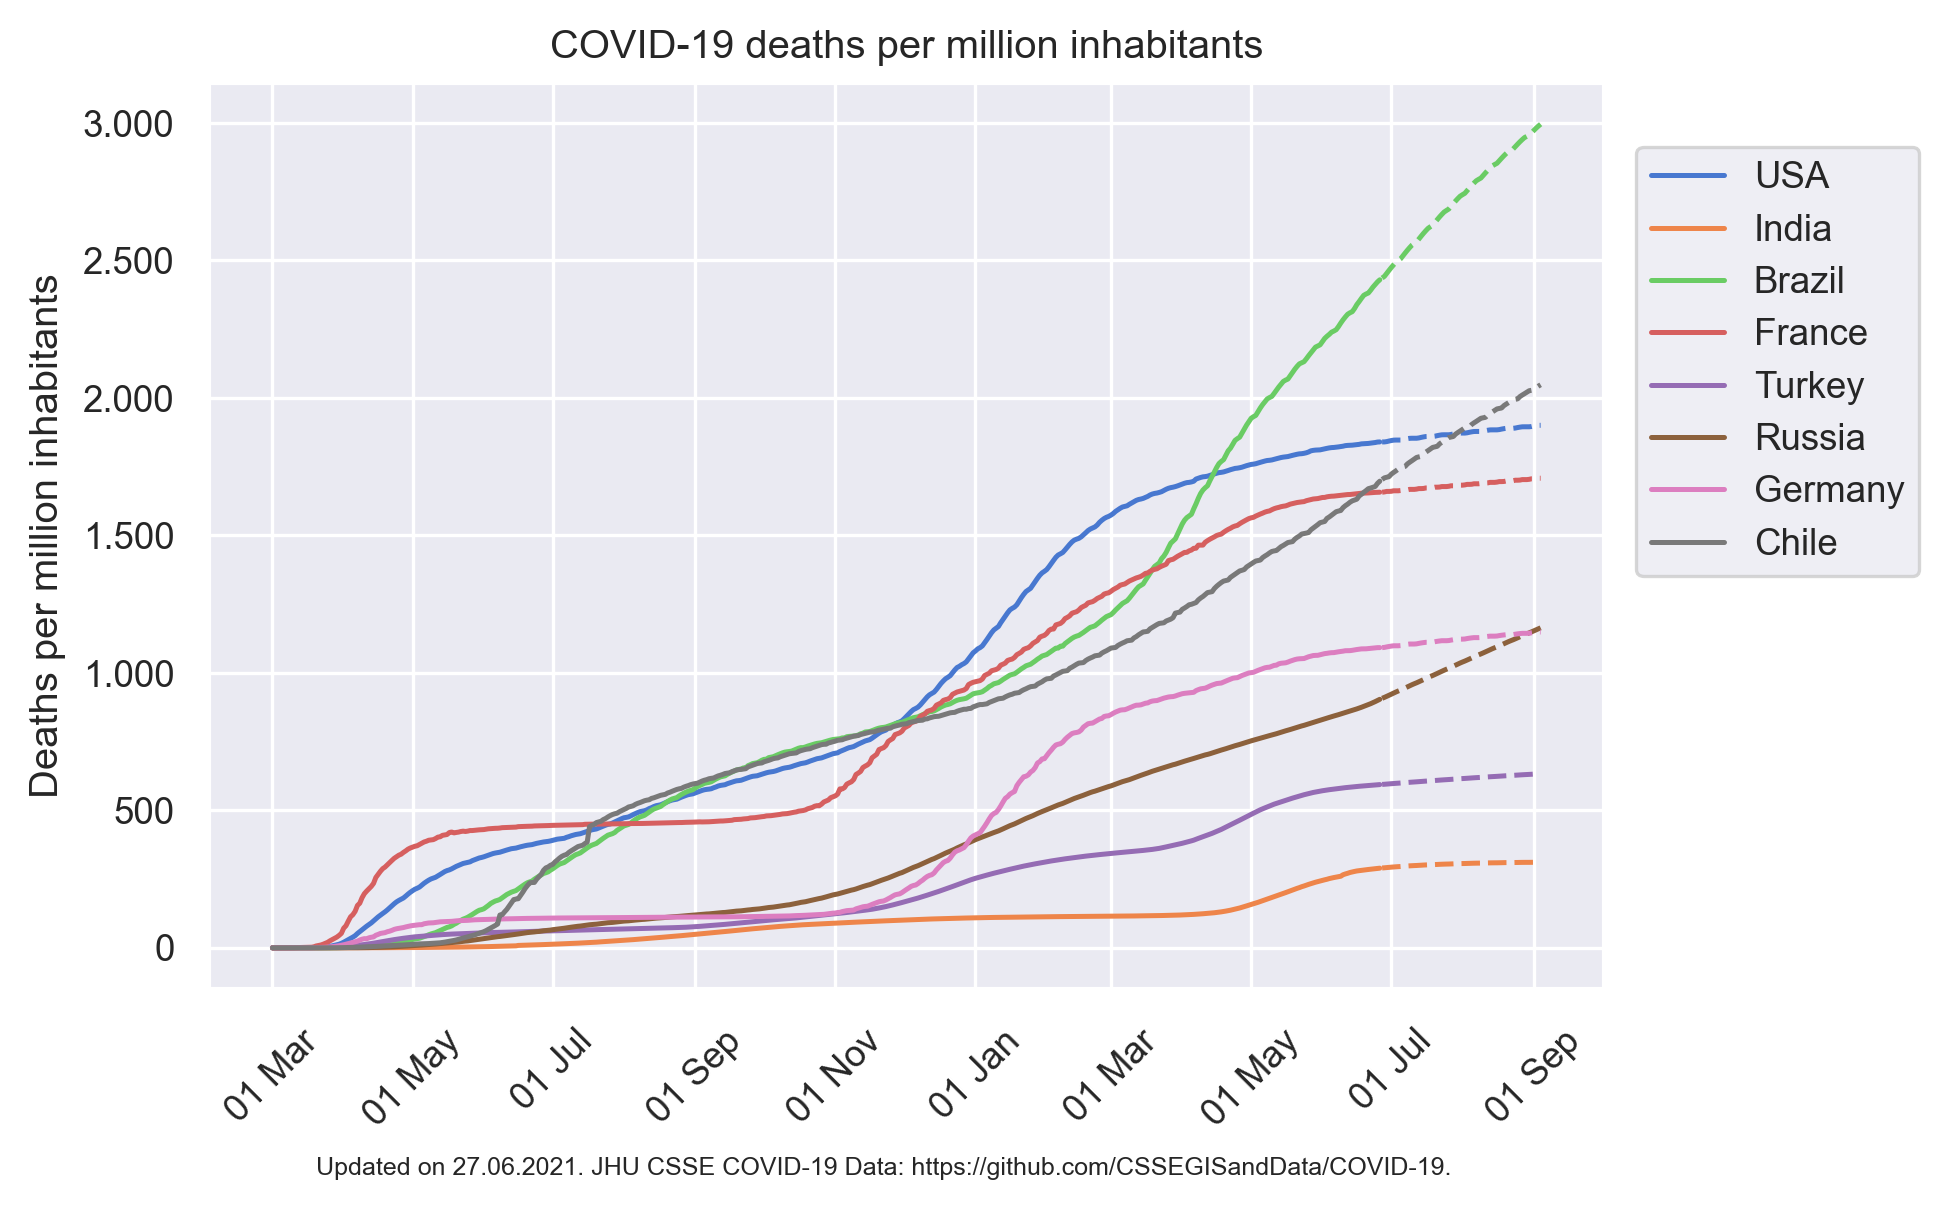 COVID-19 deaths per million inhabitants
3.000
2.500
2.000
1.500
1.000
500
0
Deaths per million inhabitants
USA
India
Brazil
France
Turkey
Russia
Germany
Chile
01 Mar
01 May
01 Jul
01 Sep
01 Nov
01 Jan
01 Mar
01 May
01 Jul
01 Sep
Updated on 27.06.2021. JHU CSSE COVID-19 Data: https://github.com/CSSEGISandData/COVID-19.